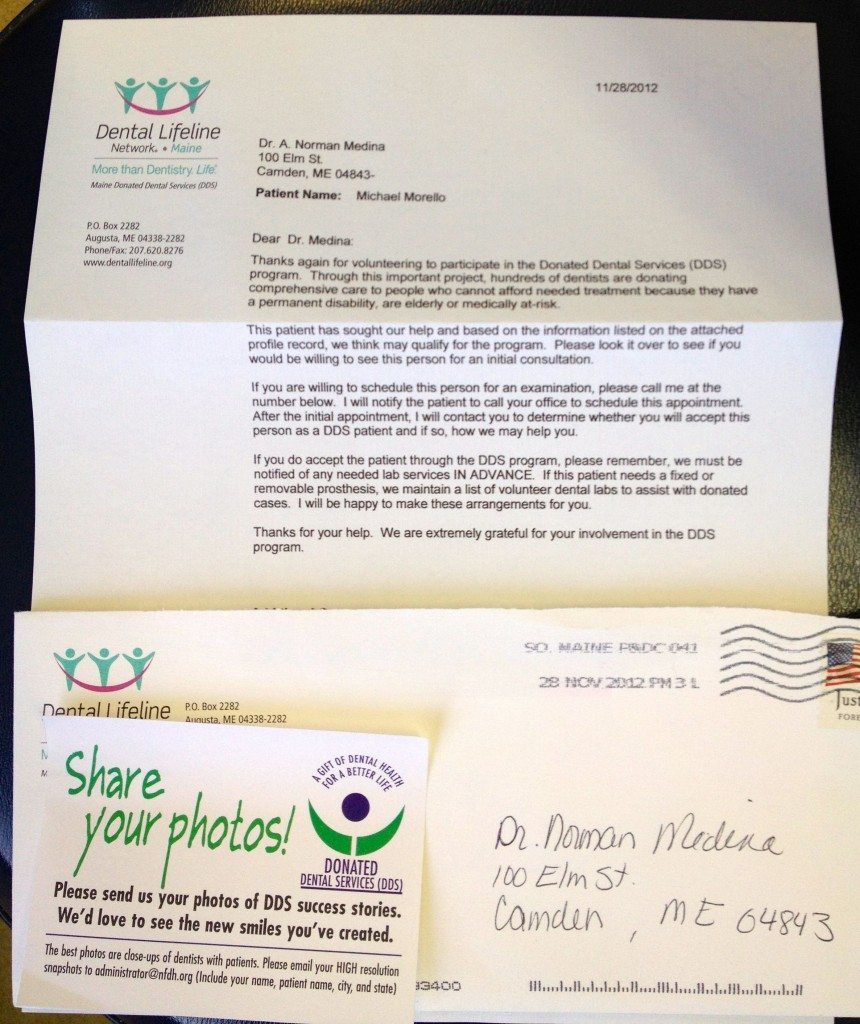 11/28/2012
Dental Lifeline
Network® • Maine
More than Dentistry. Life®
Maine Donated Dental Services (DDS)
P.O. Box 2282
Augusta, ME 04338-2282
Phone/Fax: 207.620.8276
www.dentallifeline.org
Dr. A. Norman Medina
100 Elm St.
Camden, ME 04843-
Patient Name: Michael Morello
Dear Dr. Medina:
Thanks again for volunteering to participate in the Donated Dental Services (DDS)
program. Through this important project, hundreds of dentists are donating
comprehensive care to people who cannot afford needed treatment because they have
a permanent disability, are elderly or medically at-risk.
This patient has sought our help and based on the information listed on the attached
profile record, we think may qualify for the program. Please look it over to see if you
would be willing to see this person for an initial consultation.
If you are willing to schedule this person for an examination, please call me at the
number below. I will notify the patient to call your office to schedule this appointment.
After the initial appointment, I will contact you to determine whether you will accept this
person as a DDS patient and if so, how we may help you.
If you do accept the patient through the DDS program, please remember, we must be
notified of any needed lab services IN ADVANCE. If this patient needs a fixed or
removable prosthesis, we maintain a list of volunteer dental labs to assist with donated
cases. I will be happy to make these arrangements for you.
Thanks for your help. We are extremely grateful for your involvement in the DDS
program.
SO. MAINE P&DC 041
28 NOV 2012 PM 3 L
Just
FORE
Dental Lifeline
P.O. Box 2282
Augusta, ME 04338-2282
N
M
Share
your photos!
A GIFT OF DENTAL HEALTH
FOR A BETTER LIFE
DONATED
DENTAL SERVICES (DDS)
Please send us your photos of DDS success stories.
We'd love to see the new smiles you've created.
The best photos are close-ups of dentists with patients. Please email your HIGH resolution
snapshots to administrator@nfdh.org (Include your name, patient name, city, and state)
Dr. Norman Medina
100 Elm St.
Camden, ME 04843
93400